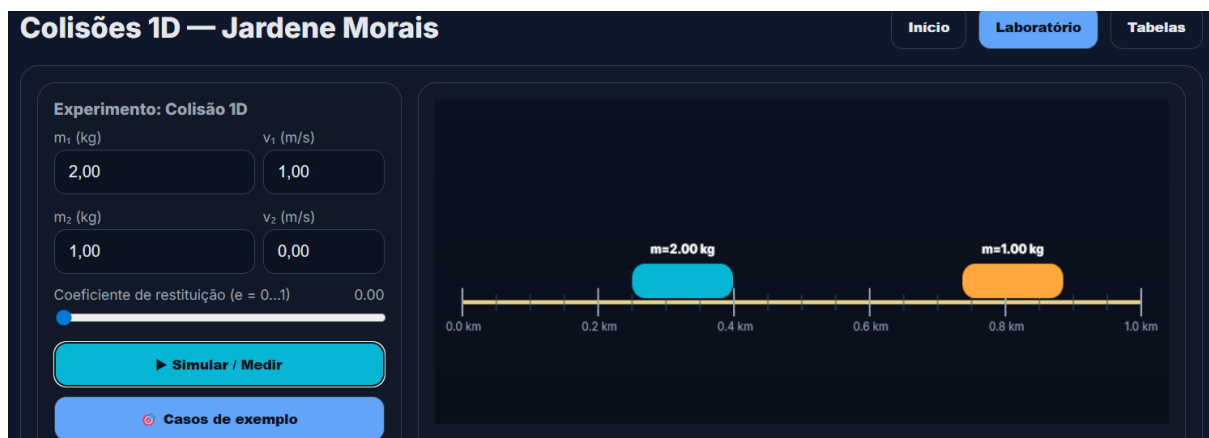 Colisões 1D — Jardene Morais
Início
Laboratório
Tabelas
Experimento: Colisão 1D
m₁ (kg) v₁ (m/s)
2,00 1,00
m₂ (kg) v₂ (m/s)
1,00 0,00
Coeficiente de restituição (e = 0...1) 0.00
▶ Simular / Medir
🎯 Casos de exemplo
m=2.00 kg m=1.00 kg
0.0 km 0.2 km 0.4 km 0.6 km 0.8 km 1.0 km